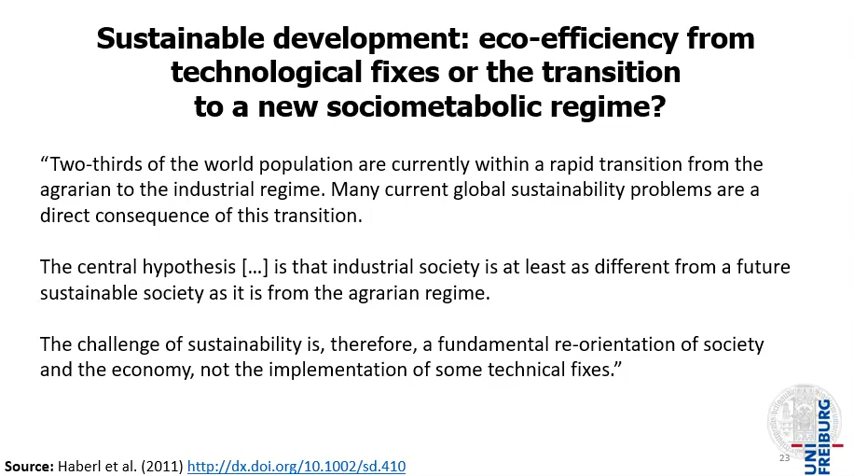 Sustainable development: eco-efficiency from
technological fixes or the transition
to a new sociometabolic regime?
“Two-thirds of the world population are currently within a rapid transition from the
agrarian to the industrial regime. Many current global sustainability problems are a
direct consequence of this transition.
The central hypothesis […] is that industrial society is at least as different from a future
sustainable society as it is from the agrarian regime.
The challenge of sustainability is, therefore, a fundamental re-orientation of society
and the economy, not the implementation of some technical fixes.”
23
UNI
FREIBURG
Source: Haberl et al. (2011) http://dx.doi.org/10.1002/sd.410